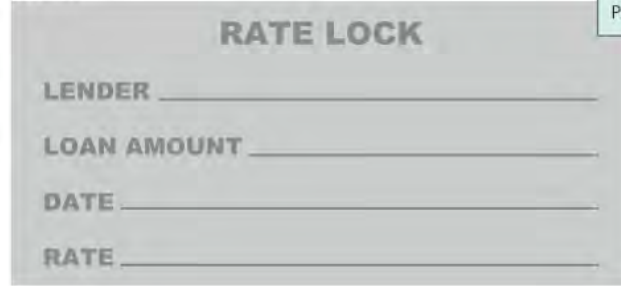 P
RATE LOCK
LENDER
LOAN AMOUNT
DATE
RATE